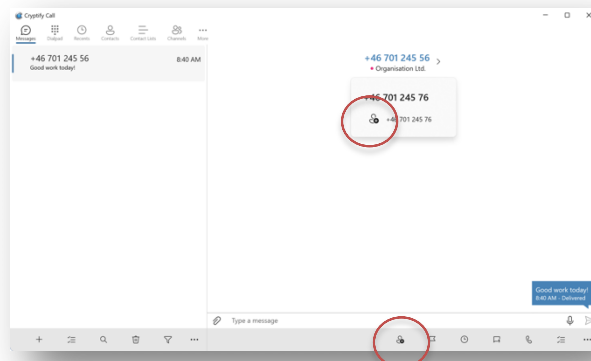 Cryptify Call
Messages Dialpad Recents Contacts Contact Lists Channels More
+46 701 245 56 8:40 AM
Good work today!
+46 701 245 56
Organisation Ltd.
+46 701 245 76
+46 701 245 76
Good work today!
8:40 AM - Delivered
Type a message